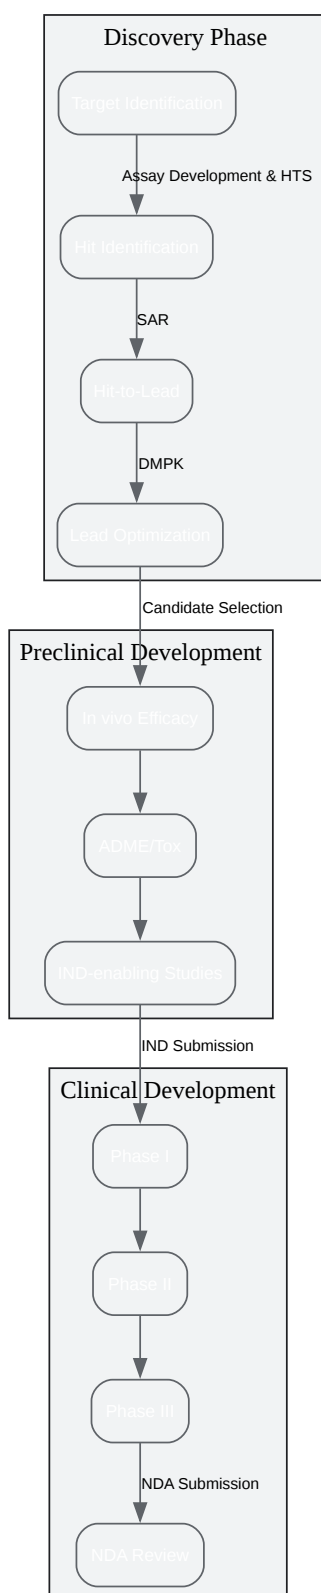 Discovery Phase
Target Identification
Assay Development & HTS
Hit Identification
SAR
Hit-to-Lead
DMPK
Lead Optimization
Candidate Selection
Preclinical Development
In vivo Efficacy
ADME/Tox
IND-enabling Studies
IND Submission
Clinical Development
Phase I
Phase II
Phase III
NDA Submission
NDA Review